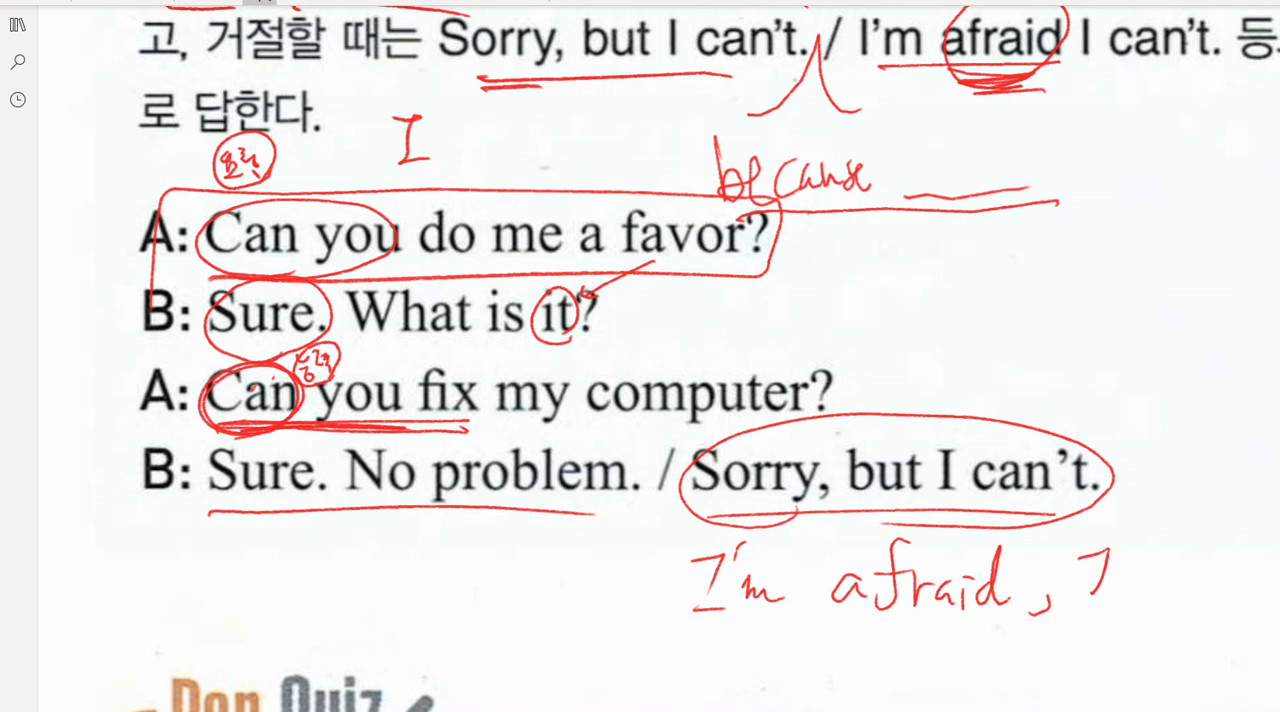 고, 거절할 때는 Sorry, but I can't. / I'm afraid I can't. 등
로 답한다.
I
because
요청
A: Can you do me a favor?
B: Sure. What is it?
A: Can you fix my computer?
B: Sure. No problem. / Sorry, but I can't.
I'm afraid,
Pop Quiz